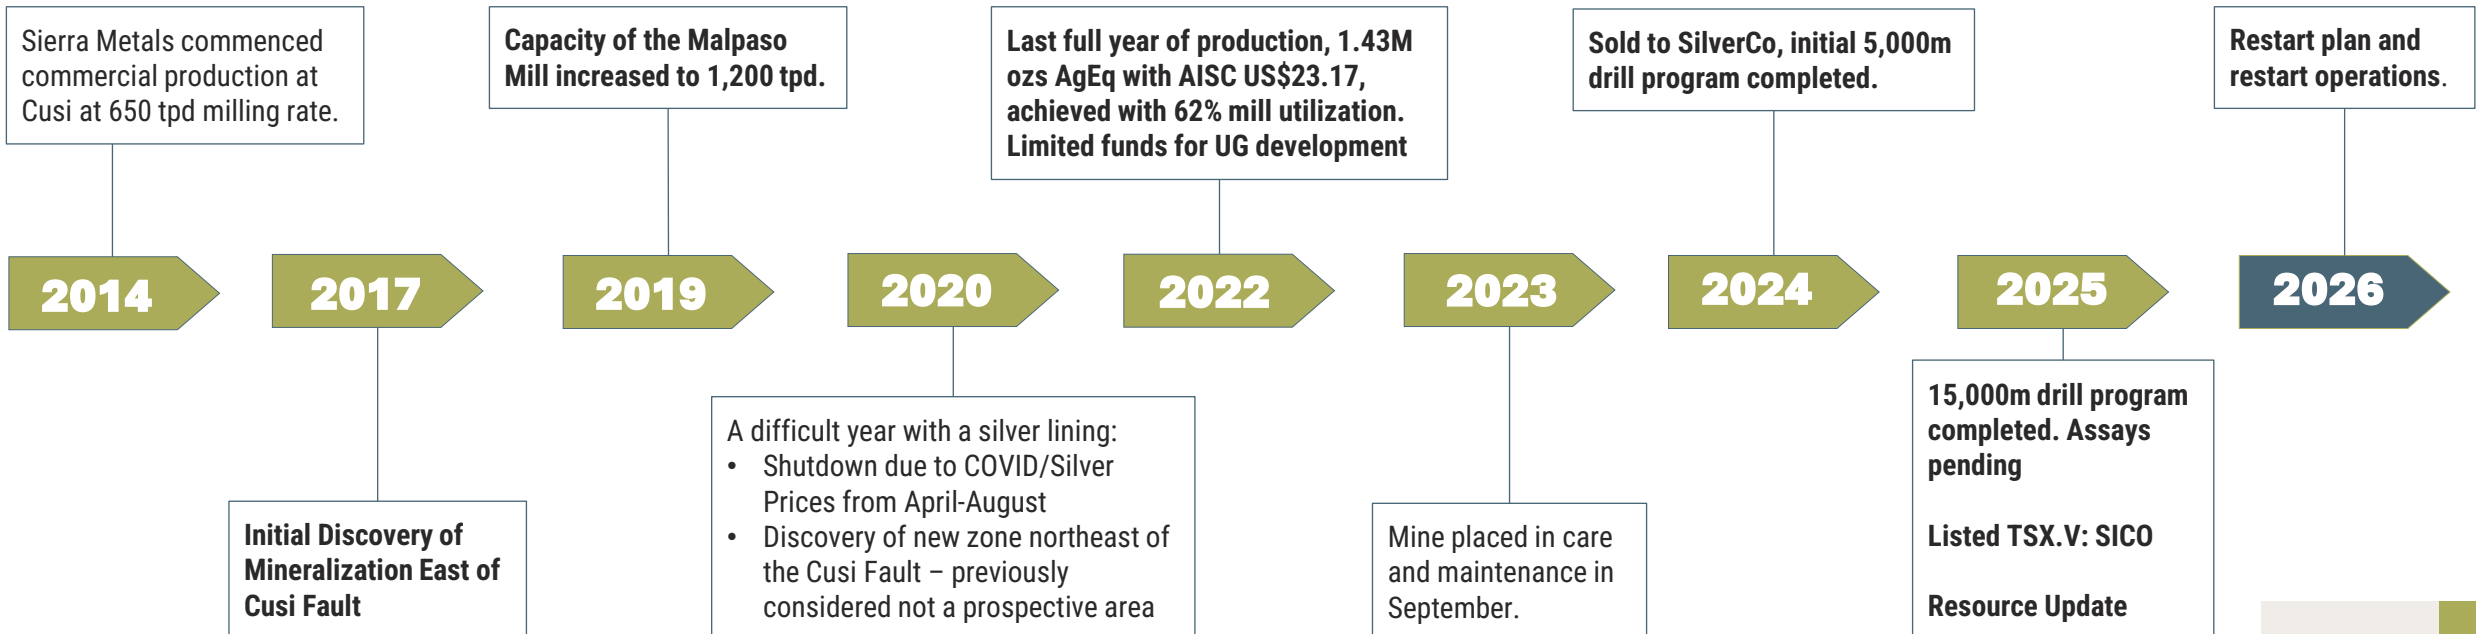 Sierra Metals commenced
commercial production at
Cusi at 650 tpd milling rate.
Capacity of the Malpaso
Mill increased to 1,200 tpd.
Last full year of production, 1.43M
ozs AgEq with AISC US$23.17,
achieved with 62% mill utilization.
Limited funds for UG development
Sold to SilverCo, initial 5,000m
drill program completed.
Restart plan and
restart operations.
2014
2017
2019
2020
2022
2023
2024
2025
2026
Initial Discovery of
Mineralization East of
Cusi Fault
A difficult year with a silver lining:
• Shutdown due to COVID/Silver
Prices from April-August
• Discovery of new zone northeast of
the Cusi Fault – previously
considered not a prospective area
Mine placed in care
and maintenance in
September.
15,000m drill program
completed. Assays
pending
Listed TSX.V: SICO
Resource Update